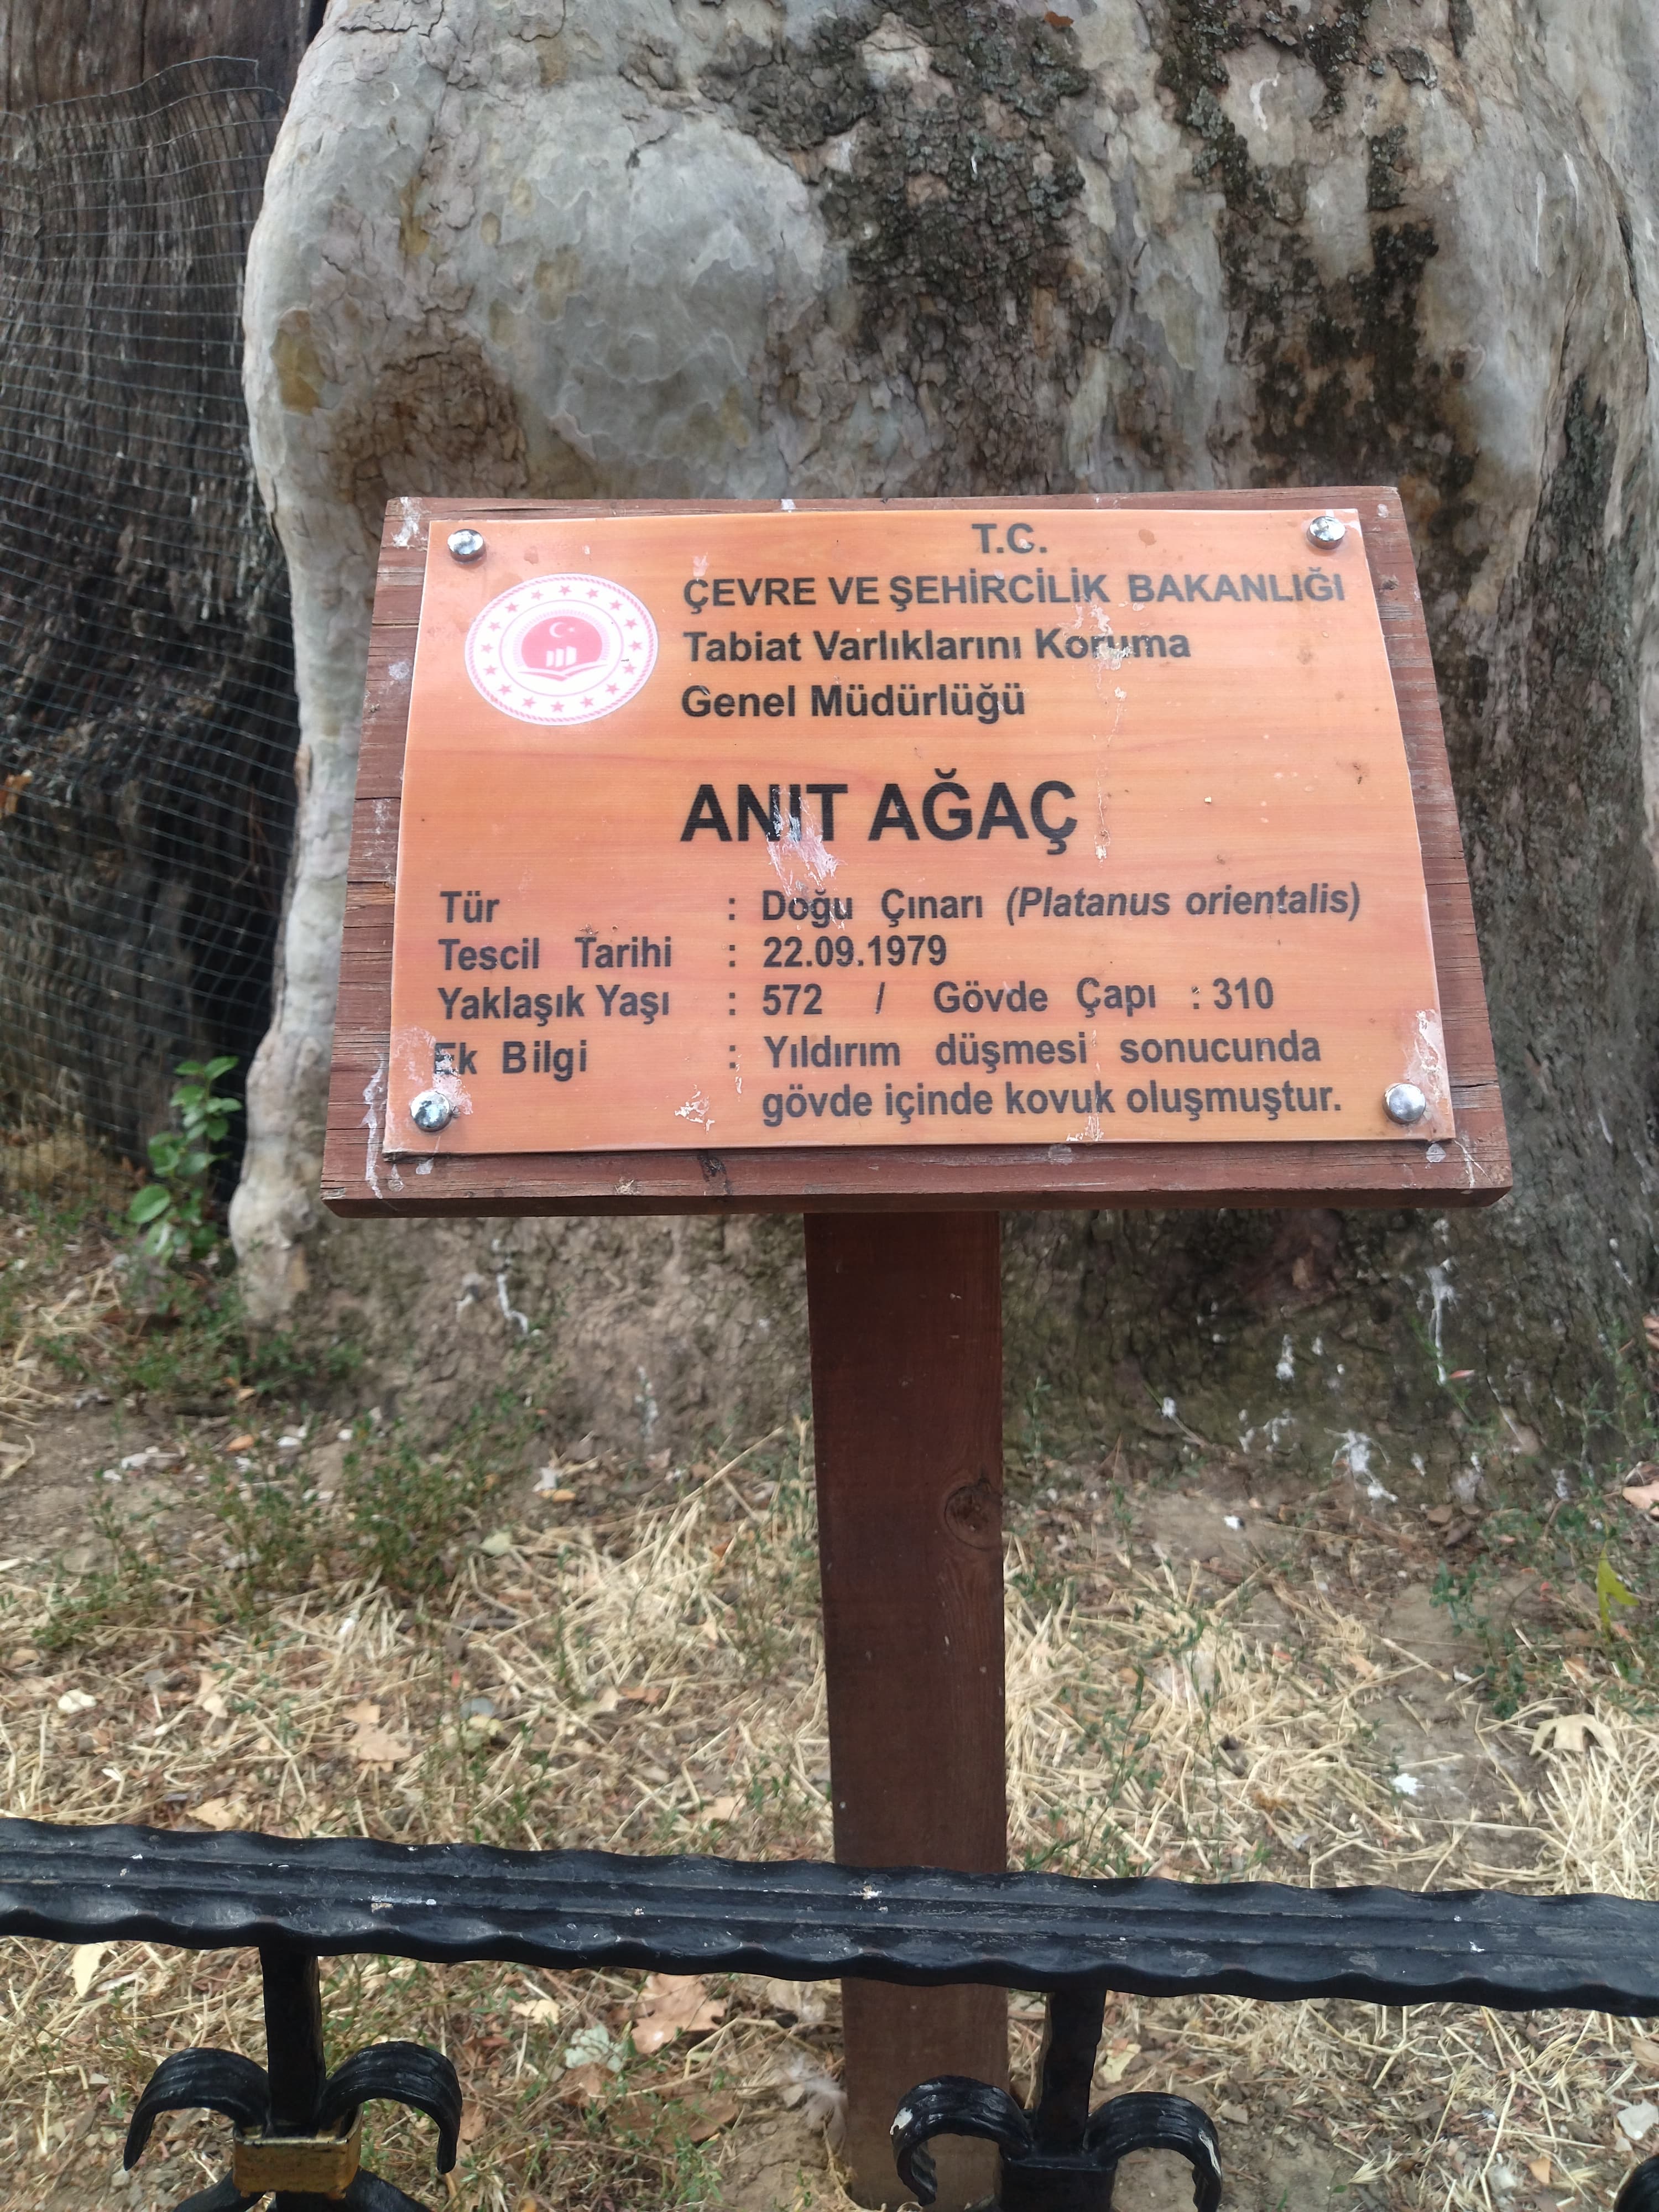 T.C.
ÇEVRE VE ŞEHİRCİLİK BAKANLIĞI
Tabiat Varlıklarını Koruma
Genel Müdürlüğü
ANIT AĞAÇ
Tür : Doğu Çınarı (Platanus orientalis)
Tescil Tarihi : 22.09.1979
Yaklaşık Yaşı : 572 / Gövde Çapı : 310
Ek Bilgi : Yıldırım düşmesi sonucunda
gövde içinde kovuk oluşmuştur.